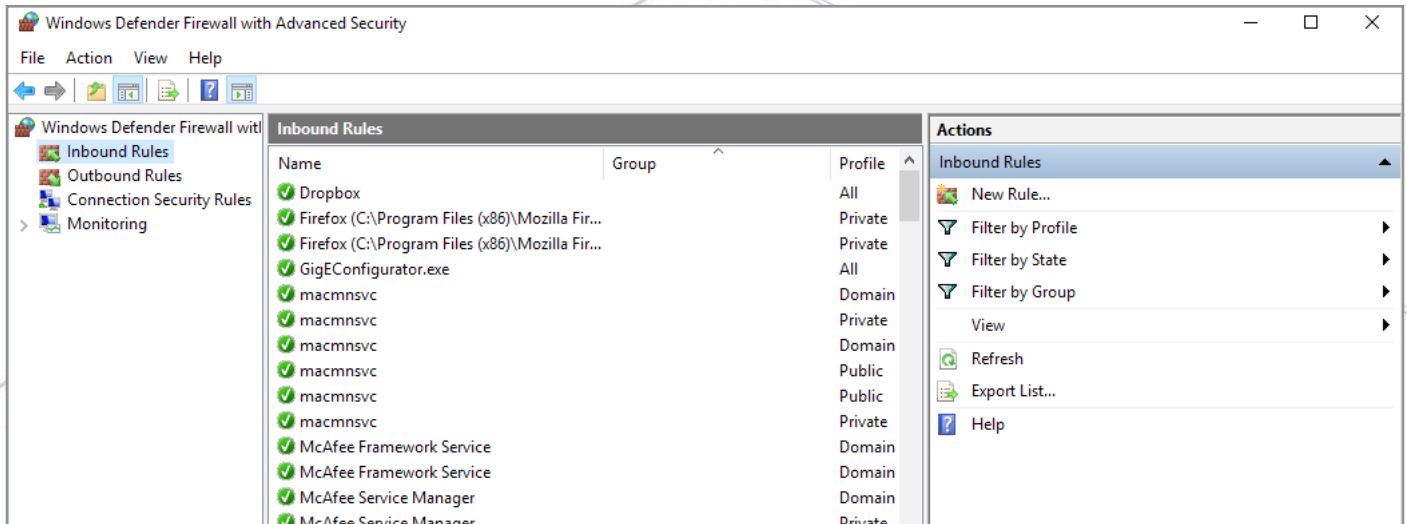 Windows Defender Firewall with Advanced Security
File Action View Help
Windows Defender Firewall witl
Inbound Rules
Outbound Rules
Connection Security Rules
Monitoring
Inbound Rules
Name Group Profile
Dropbox All
Firefox (C:\Program Files (x86)\Mozilla Fir... Private
Firefox (C:\Program Files (x86)\Mozilla Fir... Private
GigEConfigurator.exe All
macmnsvc Domain
macmnsvc Private
macmnsvc Domain
macmnsvc Public
macmnsvc Public
macmnsvc Private
McAfee Framework Service Domain
McAfee Framework Service Domain
McAfee Service Manager Domain
McAfee Service Manager Private
Actions
Inbound Rules
New Rule...
Filter by Profile
Filter by State
Filter by Group
View
Refresh
Export List...
Help